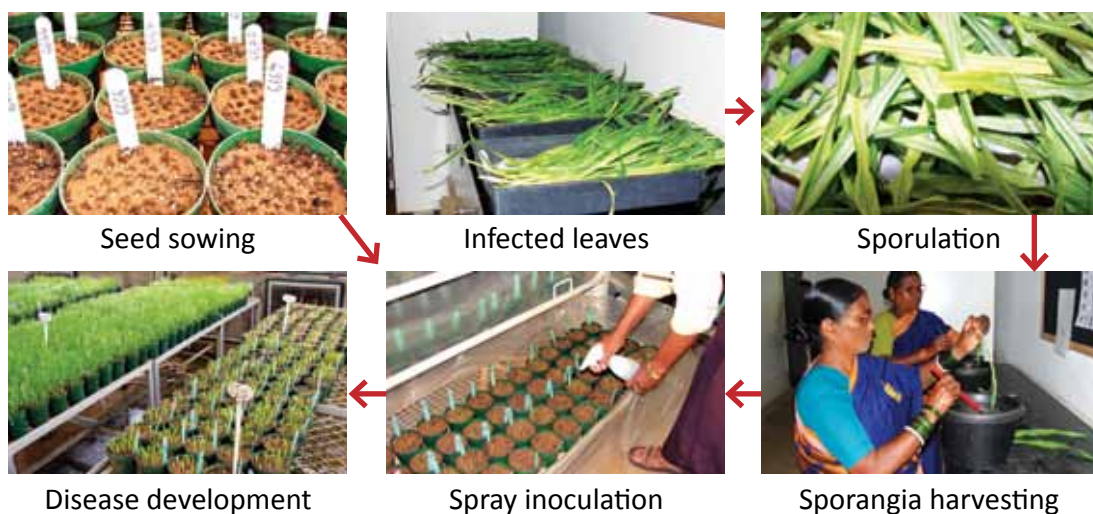 Seed sowing
Infected leaves
Sporulation
Disease development
Spray inoculation
Sporangia harvesting